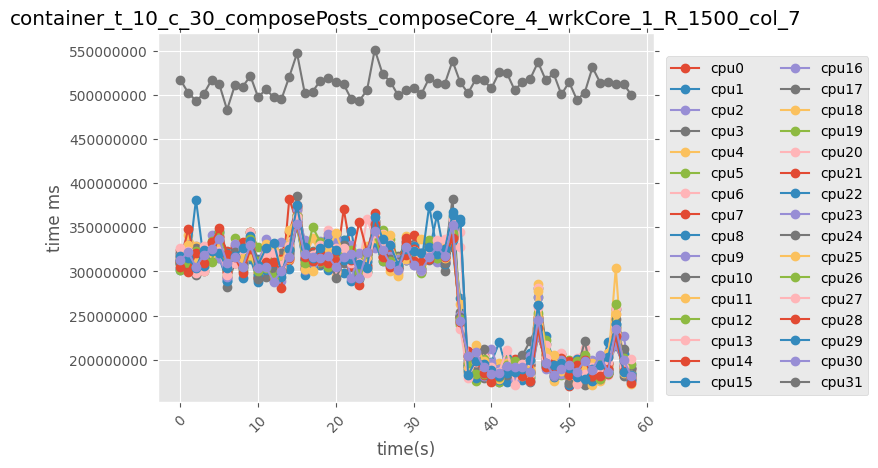 container_t_10_c_30_composePosts_composeCore_4_wrkCore_1_R_1500_col_7
550000000
500000000
450000000
400000000
350000000
300000000
250000000
200000000
time ms
0
10
20
30
40
50
60
time(s)
cpu0
cpu1
cpu2
cpu3
cpu4
cpu5
cpu6
cpu7
cpu8
cpu9
cpu10
cpu11
cpu12
cpu13
cpu14
cpu15
cpu16
cpu17
cpu18
cpu19
cpu20
cpu21
cpu22
cpu23
cpu24
cpu25
cpu26
cpu27
cpu28
cpu29
cpu30
cpu31